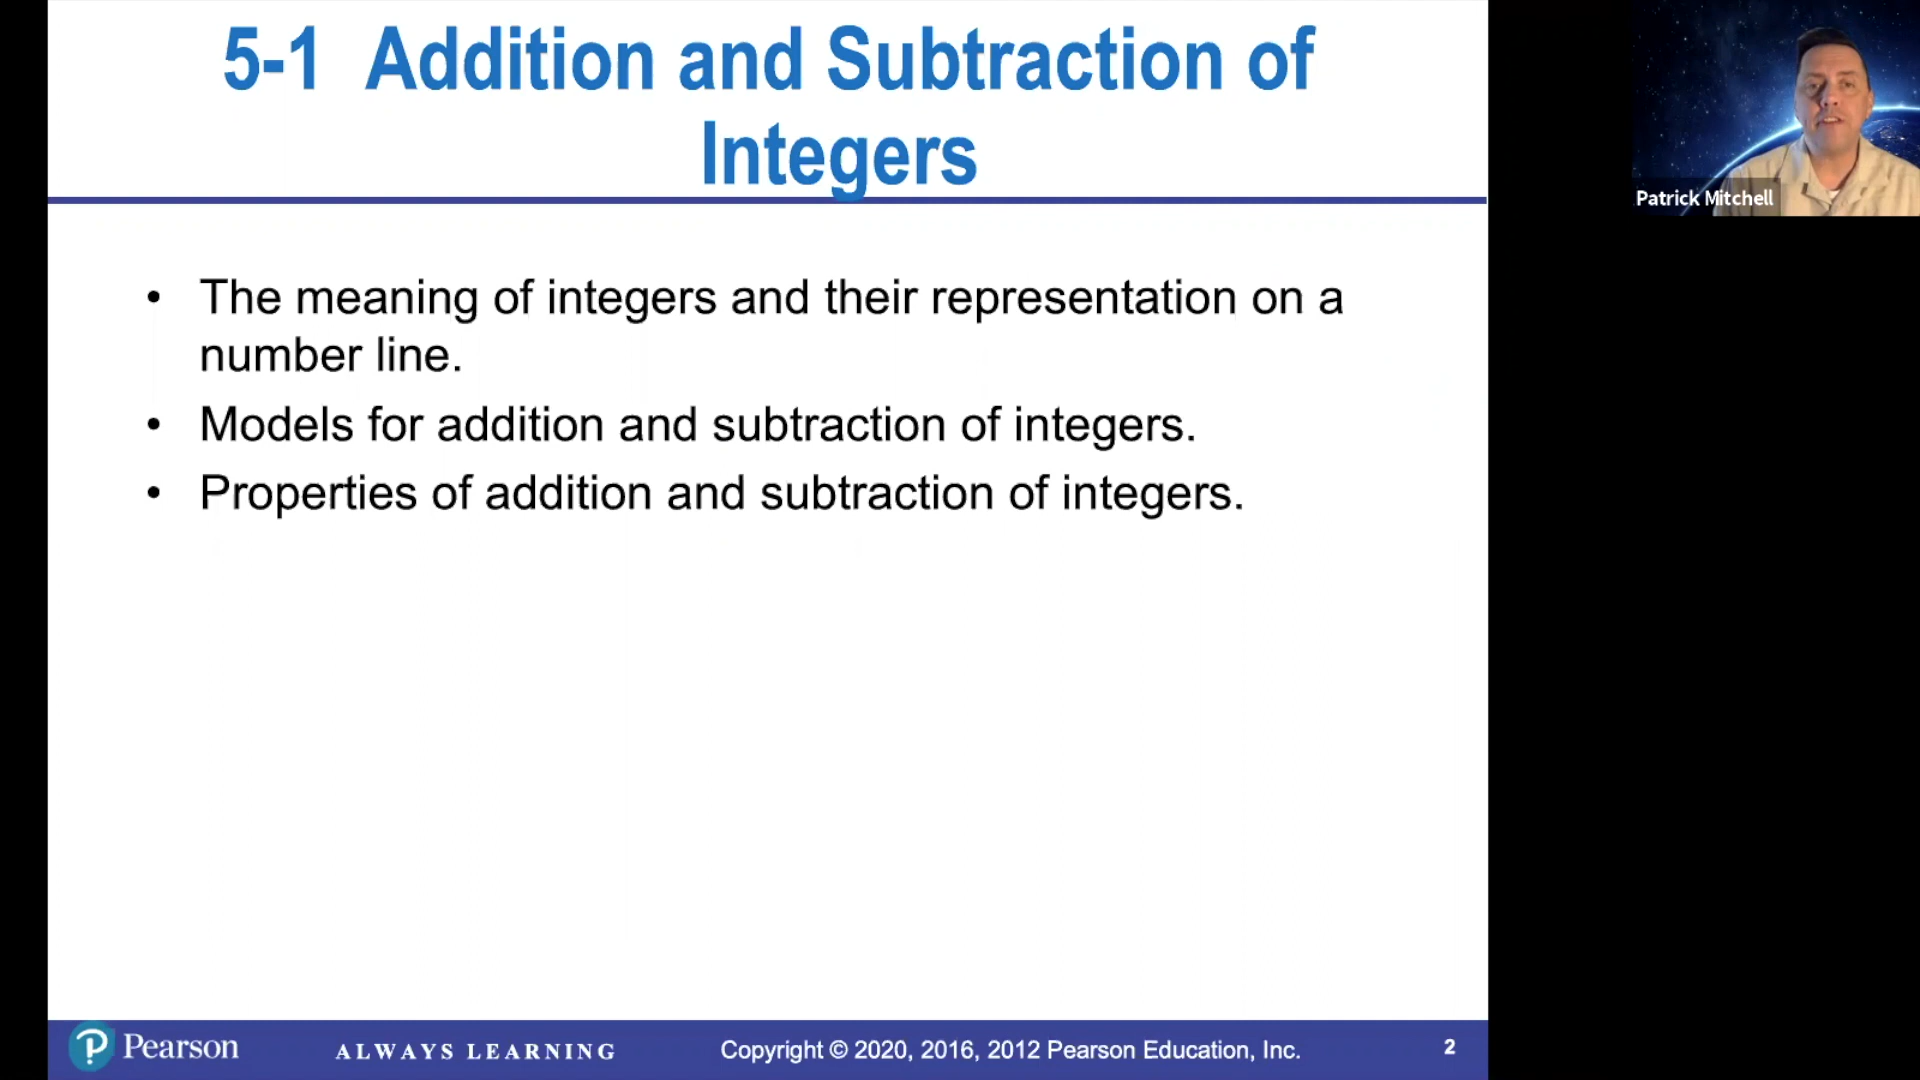 5-1 Addition and Subtraction of
Integers
• The meaning of integers and their representation on a
number line.
• Models for addition and subtraction of integers.
• Properties of addition and subtraction of integers.
Patrick Mitchell
Pearson
ALWAYS LEARNING
Copyright © 2020, 2016, 2012 Pearson Education, Inc.
2